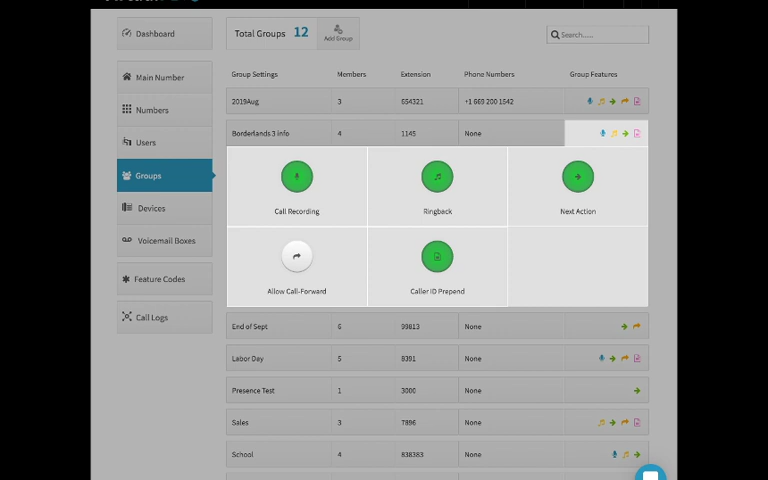 Dashboard
Total Groups 12
Add Group
Search......
Main Number
Numbers
Users
Groups
Devices
Voicemail Boxes
Feature Codes
Call Logs
Group Settings Members Extension Phone Numbers Group Features
2019Aug 3 654321 +1 669 200 1642
Borderlands 3 info 4 1145 None
Call Recording Ringback Next Action
Allow Call-Forward Caller ID Prepend
End of Sept 6 99813 None
Labor Day 5 8391 None
Presence Test 1 3000 None
Sales 3 7896 None
School 4 838383 None